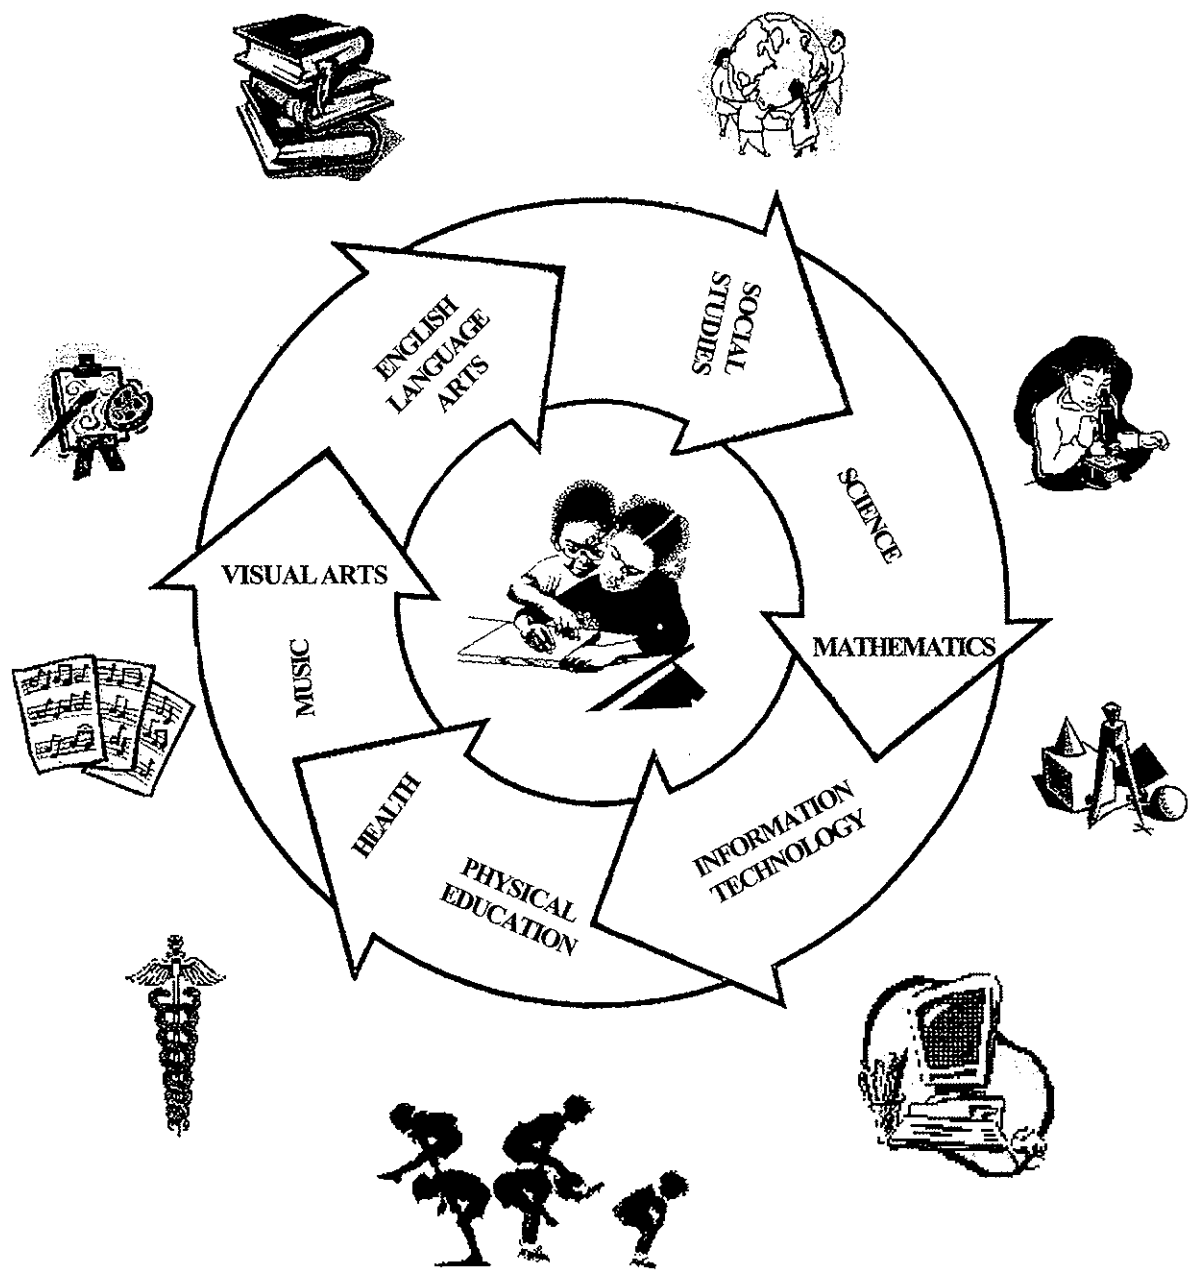 ENGLISH
LANGUAGE
ARTS
SOCIAL
STUDIES
SCIENCE
MATHEMATICS
INFORMATION
TECHNOLOGY
PHYSICAL
EDUCATION
HEALTH
MUSIC
VISUAL ARTS